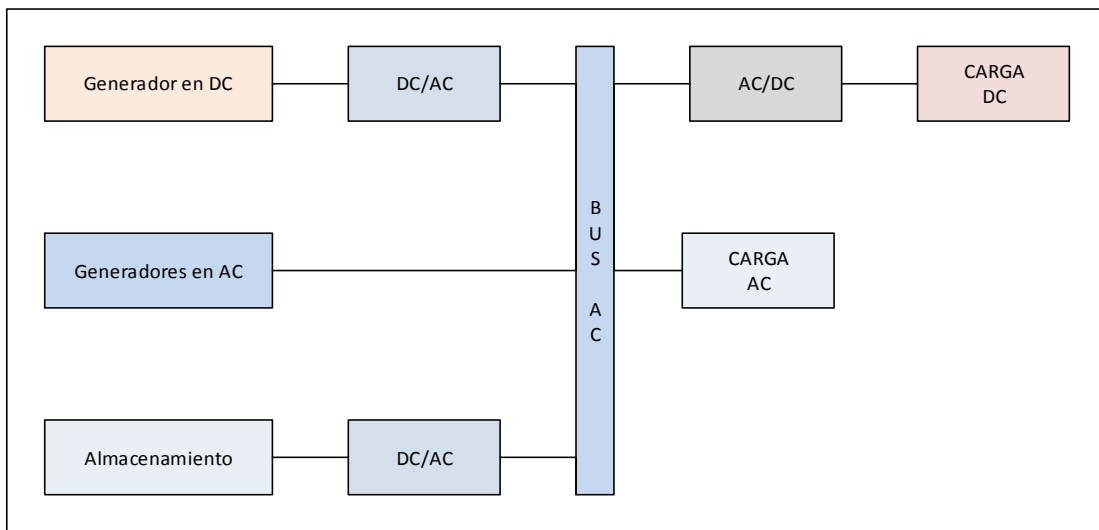 Generador en DC
DC/AC
AC/DC
CARGA
DC
B
U
S
A
C
Generadores en AC
CARGA
AC
Almacenamiento
DC/AC